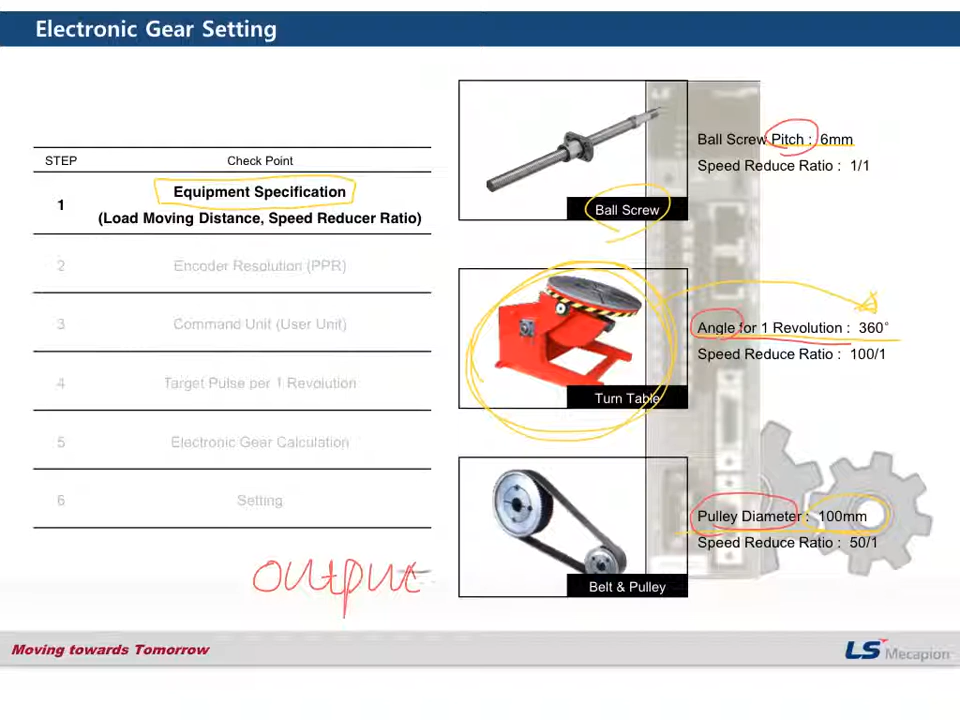 Electronic Gear Setting
STEP Check Point
1 Equipment Specification
(Load Moving Distance, Speed Reducer Ratio)
2 Encoder Resolution (PPR)
3 Command Unit (User Unit)
4 Target Pulse per 1 Revolution
5 Electronic Gear Calculation
6 Setting
output
Ball Screw
Ball Screw Pitch : 6mm
Speed Reduce Ratio : 1/1
Turn Table
Angle for 1 Revolution : 360°
Speed Reduce Ratio : 100/1
Belt & Pulley
Pulley Diameter : 100mm
Speed Reduce Ratio : 50/1
LS
Moving towards Tomorrow
LS Mecapion